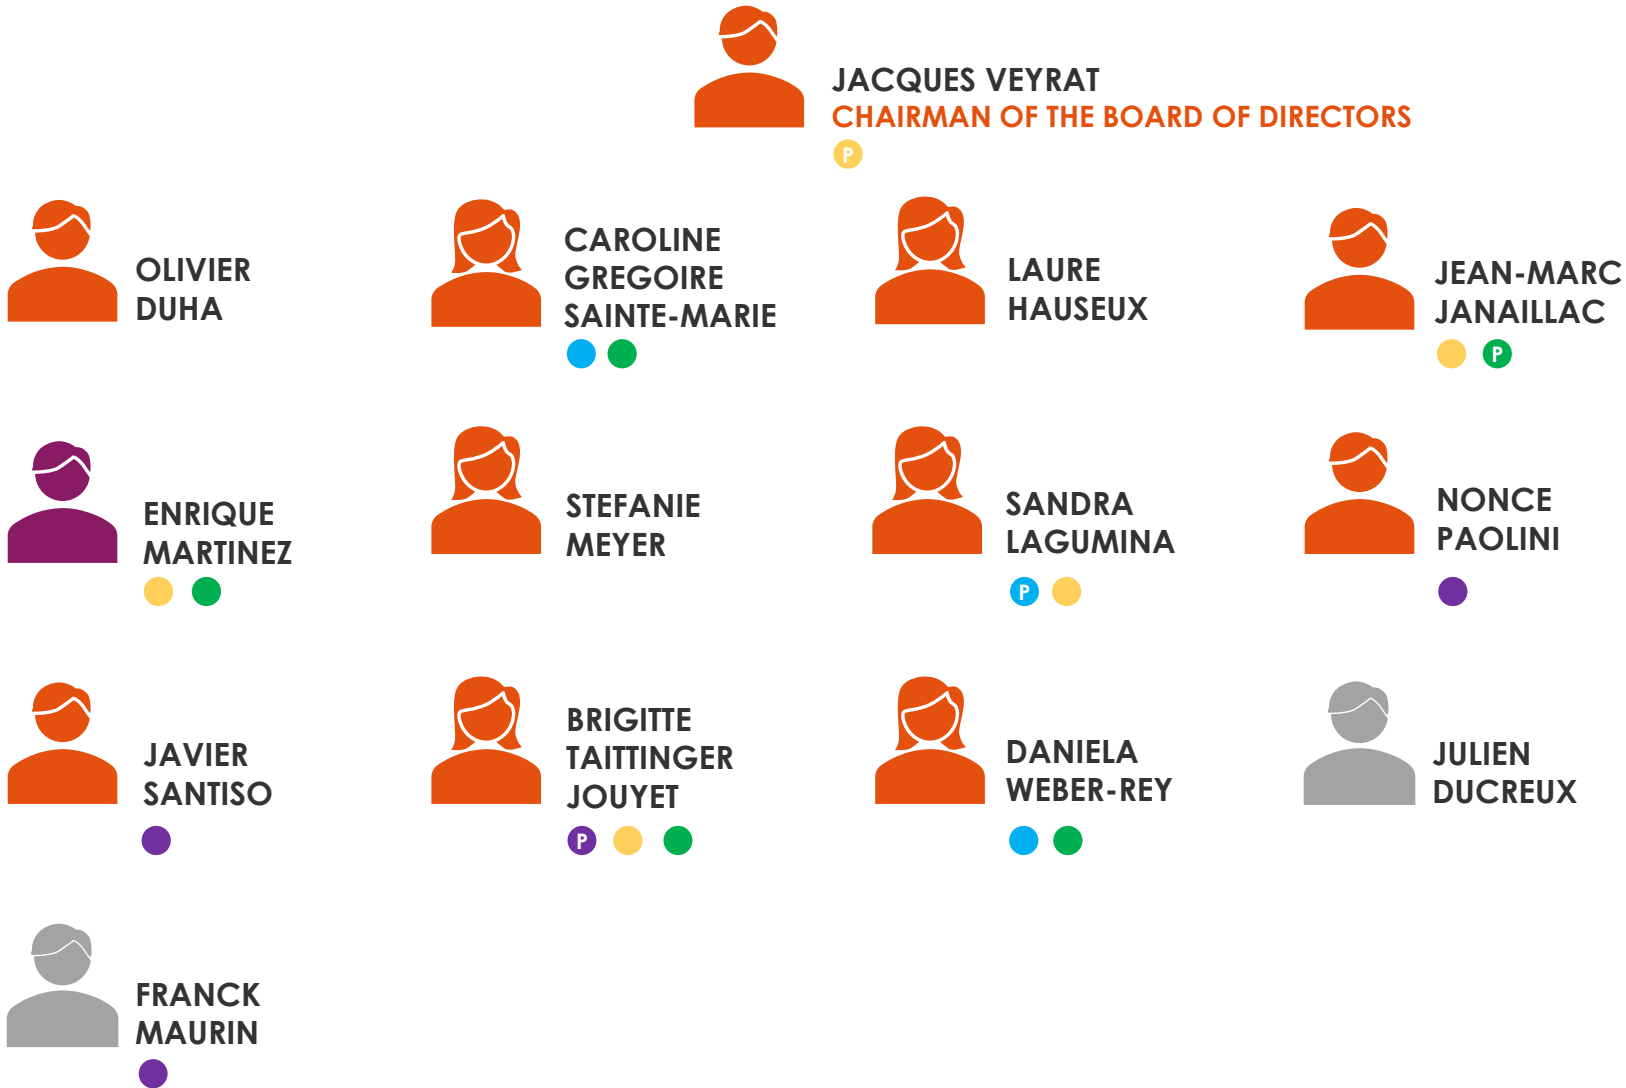 JACQUES VEYRAT
CHAIRMAN OF THE BOARD OF DIRECTORS
P
OLIVIER
DUHA
CAROLINE
GREGOIRE
SAINTE-MARIE
LAURE
HAUSEUX
JEAN-MARC
JANAILLAC
P
ENRIQUE
MARTINEZ
STEFANIE
MEYER
SANDRA
LAGUMINA
P
NONCE
PAOLINI
JAVIER
SANTISO
BRIGITTE
TAITTINGER
JOUYET
P
DANIELA
WEBER-REY
JULIEN
DUCREUX
FRANCK
MAURIN